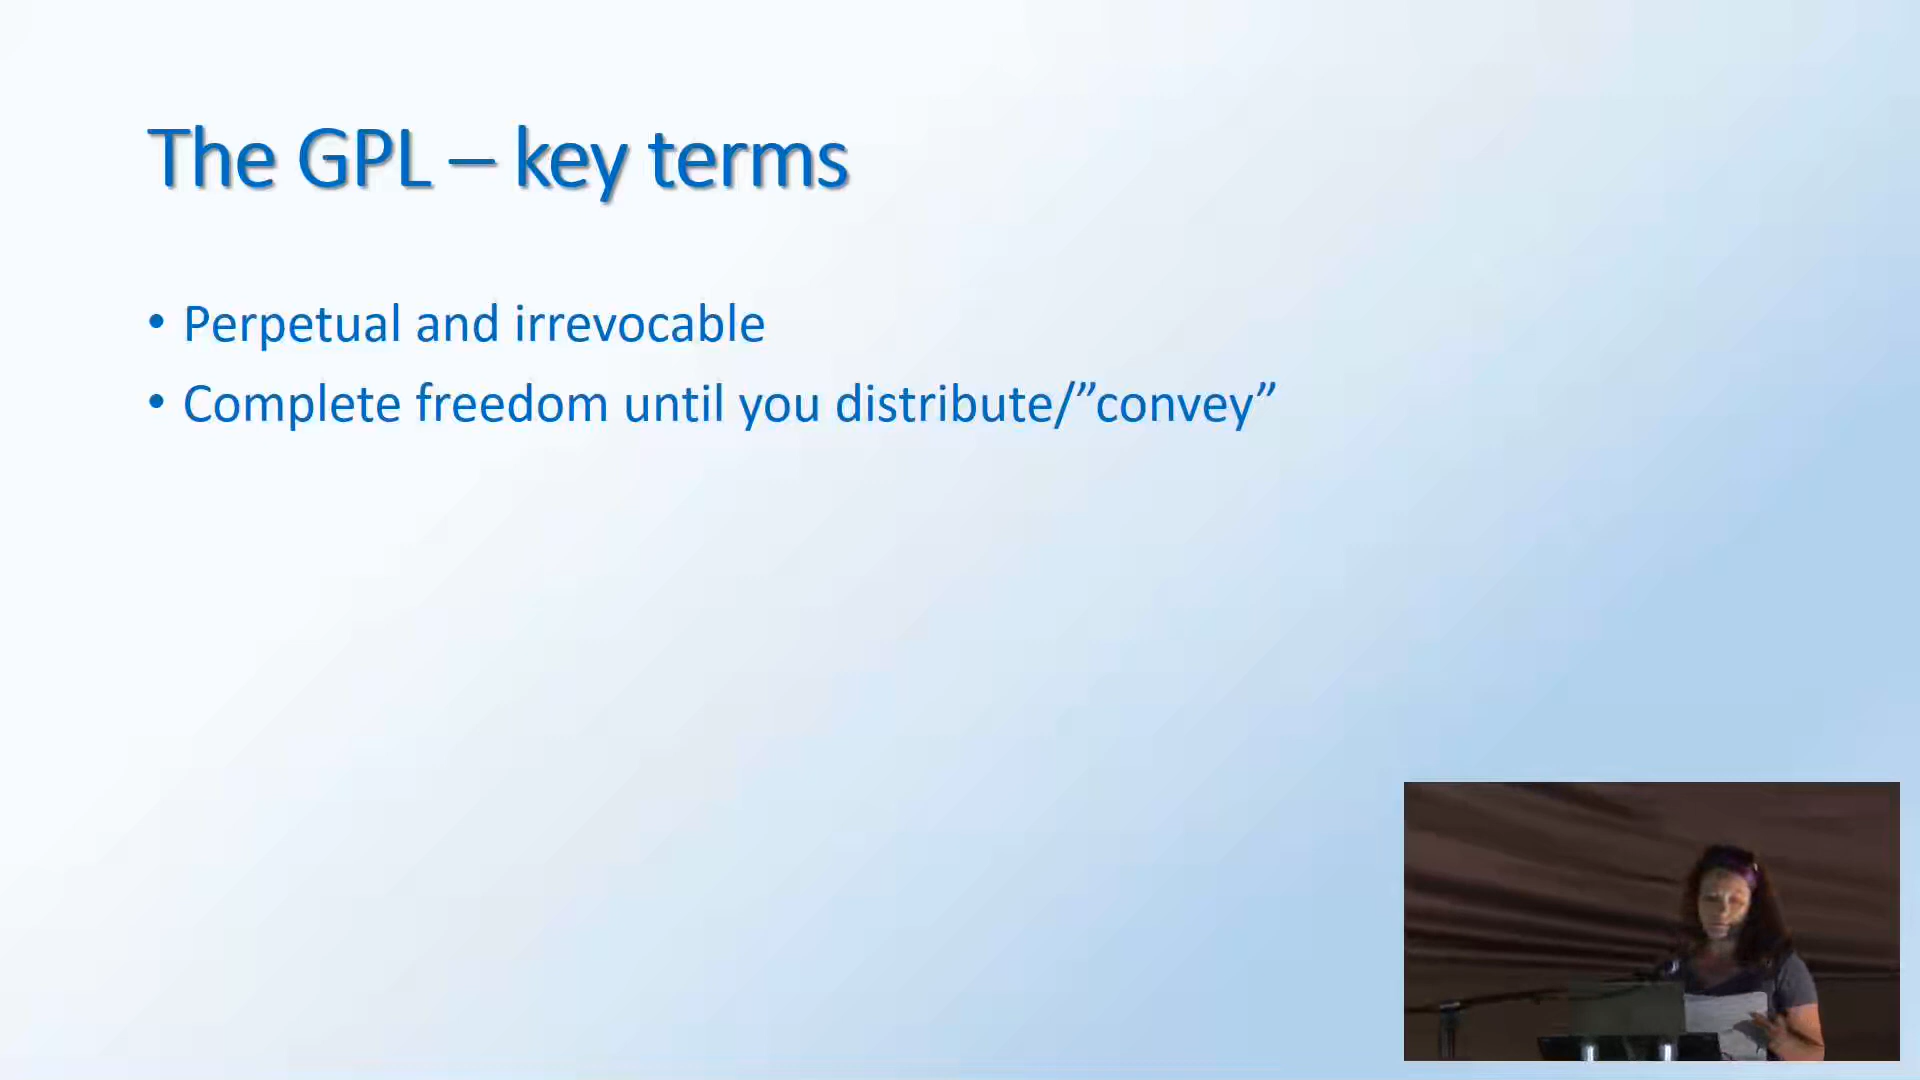 The GPL – key terms
• Perpetual and irrevocable
• Complete freedom until you distribute/”convey”